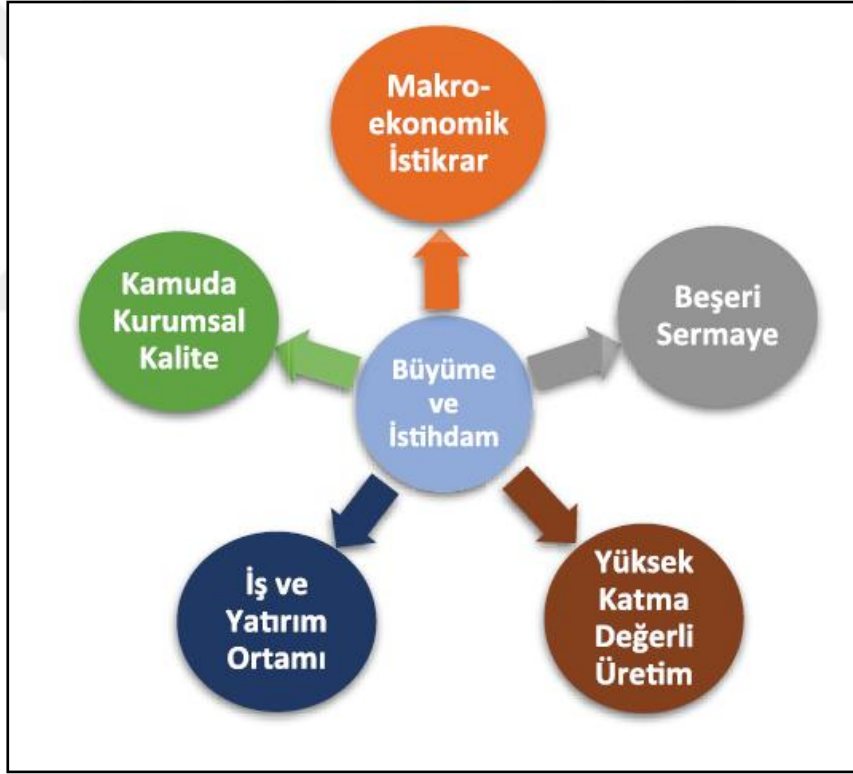 Makro-
ekonomik
İstikrar
Kamuda
Kurumsal
Kalite
Beşeri
Sermaye
Büyüme
ve
İstihdam
İş ve
Yatırım
Ortamı
Yüksek
Katma
Değerli
Üretim